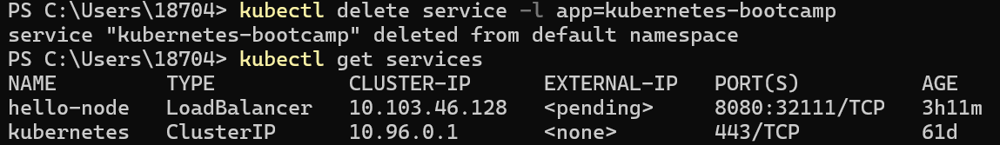 PS C:\Users\18704> kubectl delete service -l app=kubernetes-bootcamp
service "kubernetes-bootcamp" deleted from default namespace
PS C:\Users\18704> kubectl get services
NAME         TYPE           CLUSTER-IP      EXTERNAL-IP   PORT(S)          AGE
hello-node   LoadBalancer   10.103.46.128   <pending>     8080:32111/TCP   3h11m
kubernetes   ClusterIP      10.96.0.1       <none>        443/TCP          61d